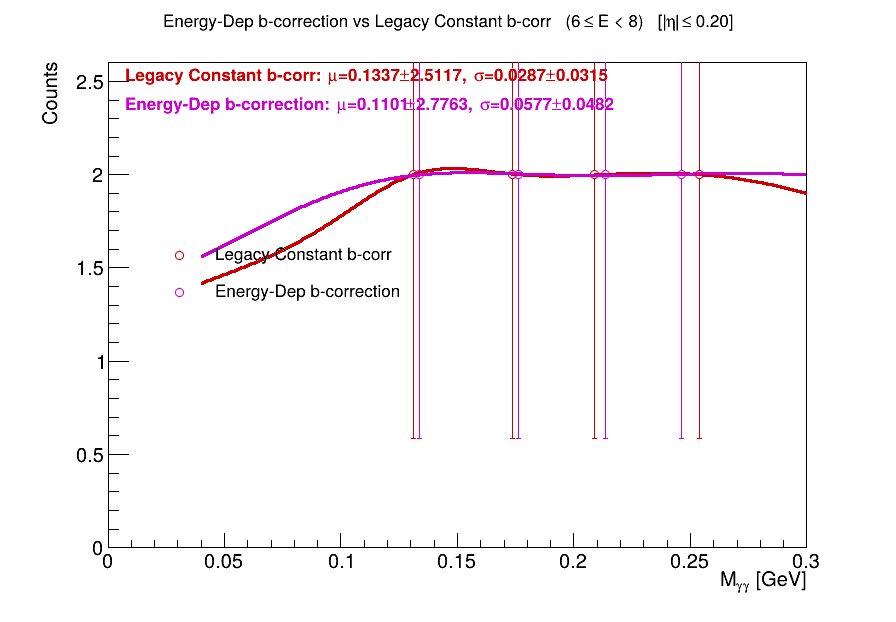 Energy-Dep b-correction vs Legacy Constant b-corr (6 ≤ E < 8) [|η| ≤ 0.20]
Counts
Legacy Constant b-corr: μ=0.1337±2.5117, σ=0.0287±0.0315
Energy-Dep b-correction: μ=0.1101±2.7763, σ=0.0577±0.0482
2.5
2
1.5
1
0.5
0
Legacy Constant b-corr
Energy-Dep b-correction
0 0.05 0.1 0.15 0.2 0.25 0.3
Mγγ [GeV]